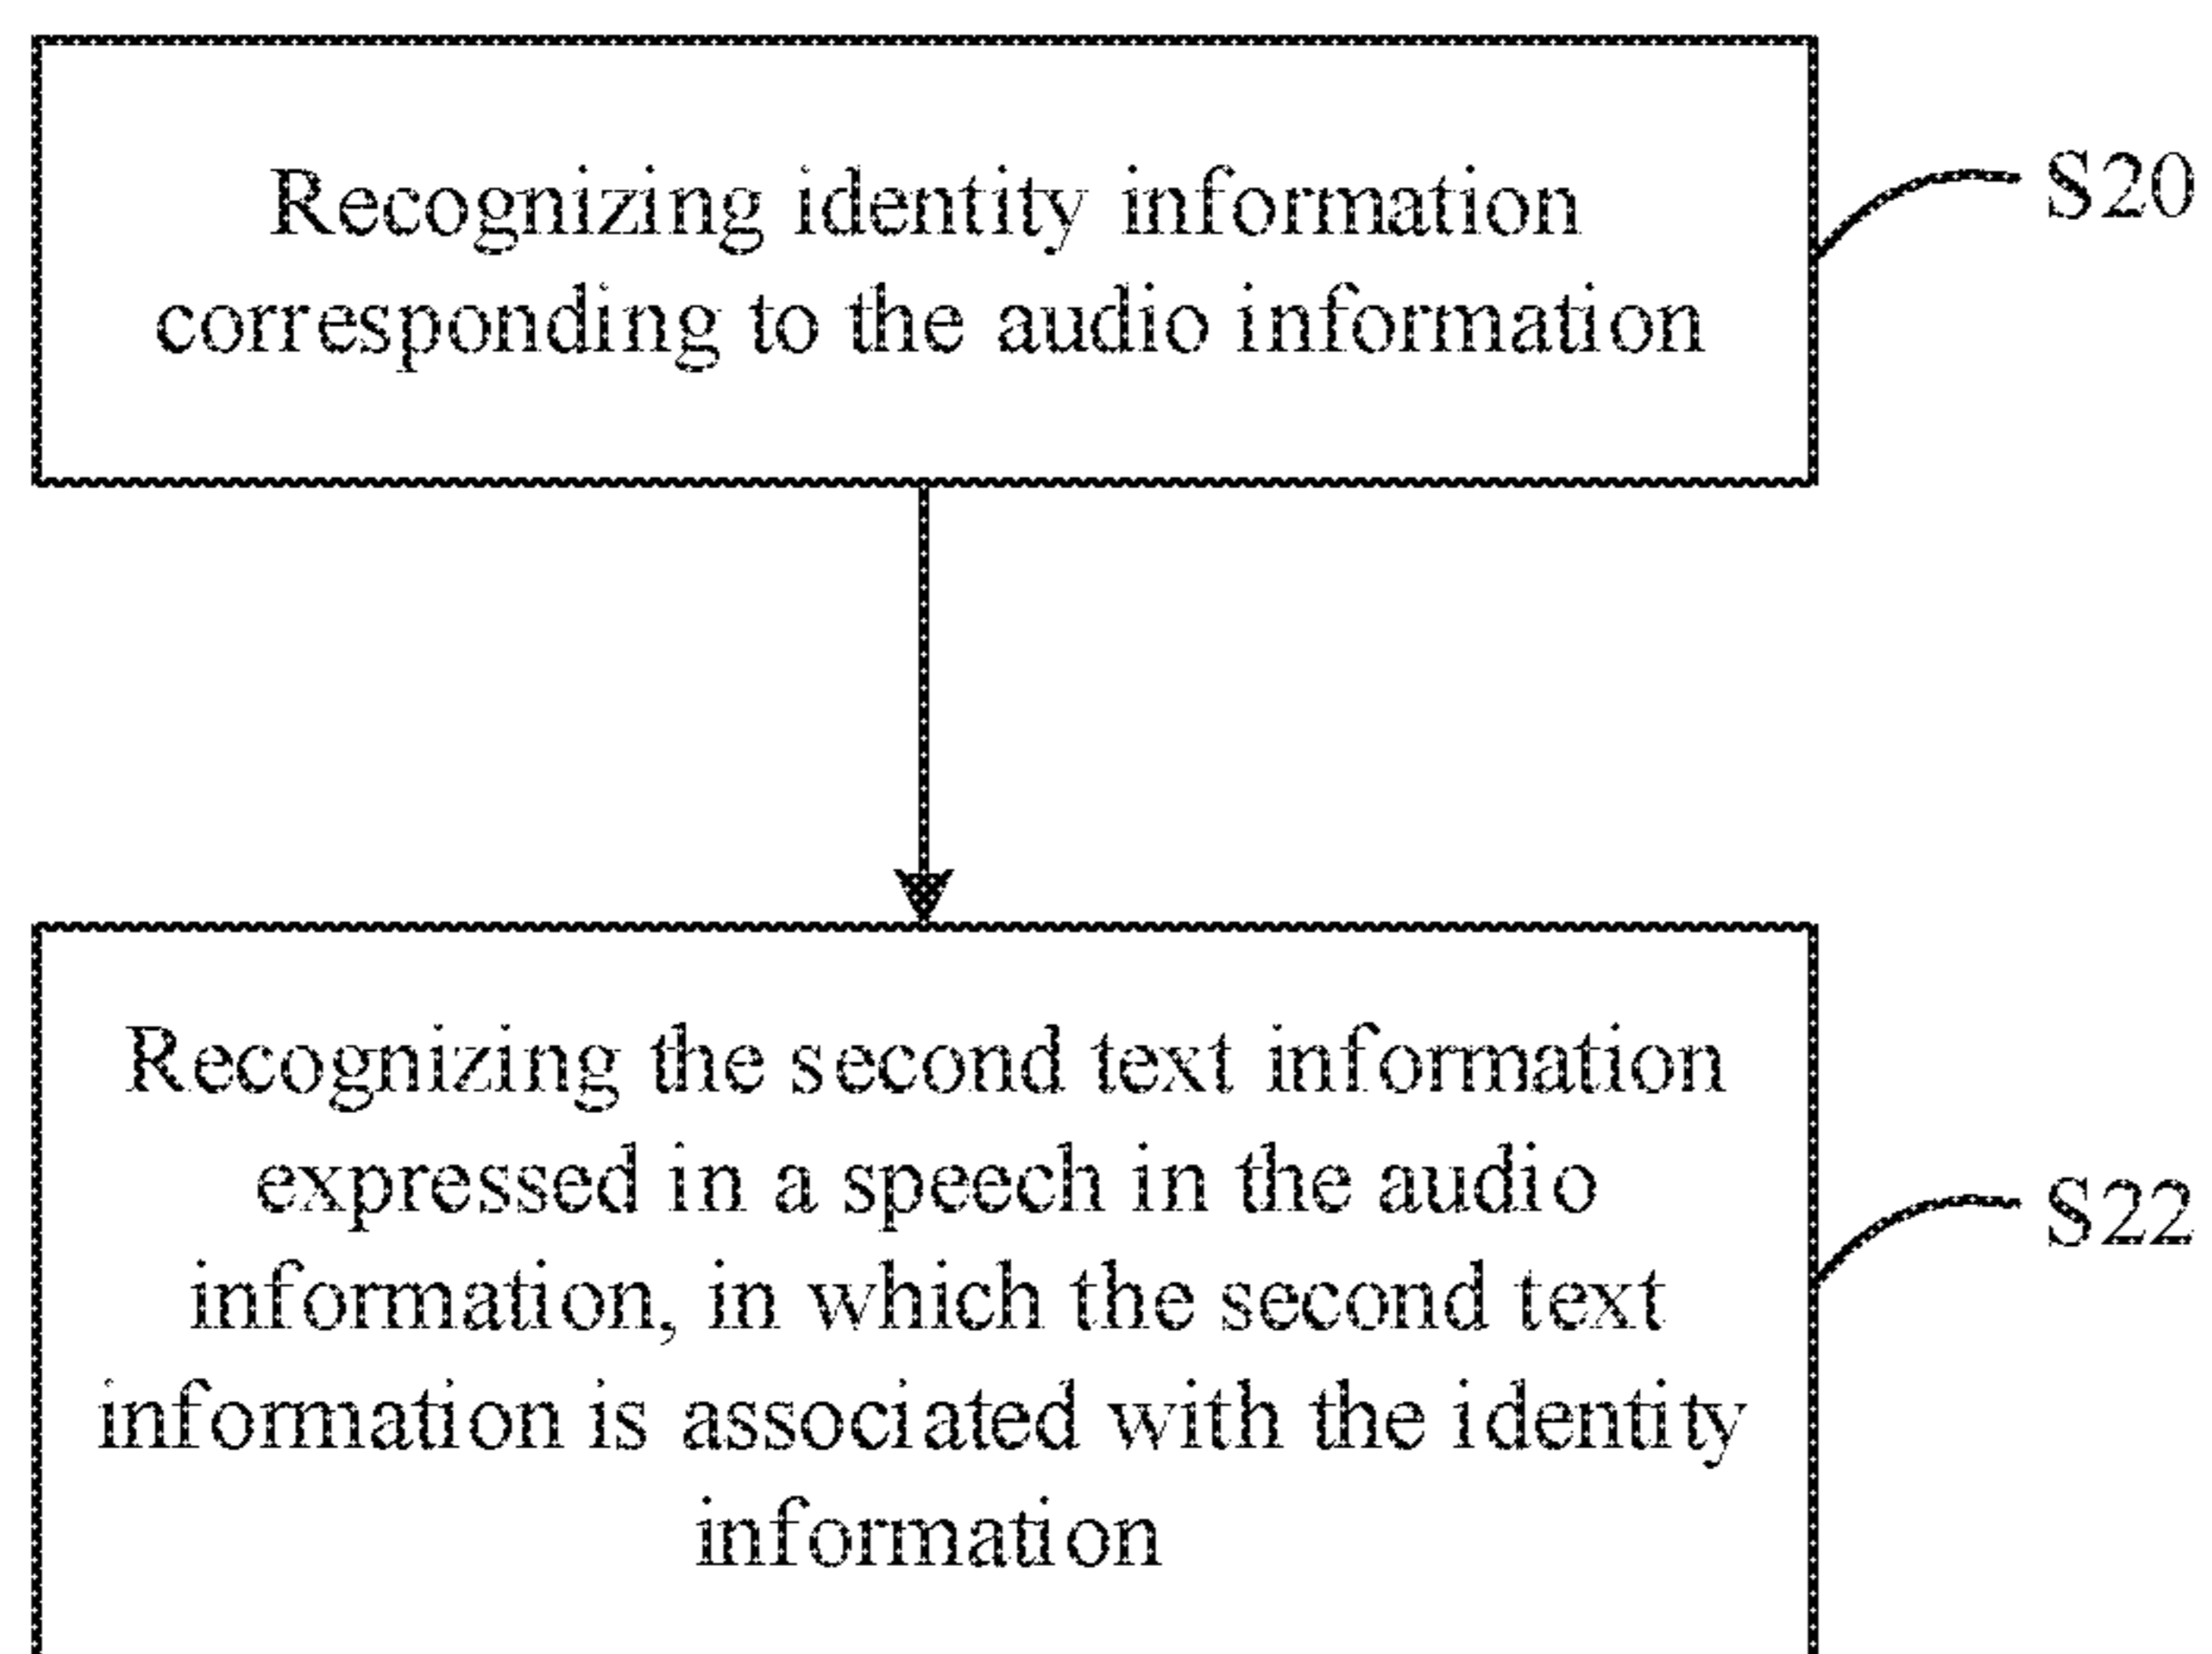 Recognizing identity information
corresponding to the audio information
S20
Recognizing the second text information
expressed in a speech in the audio
information, in which the second text
information is associated with the identity
information
S22